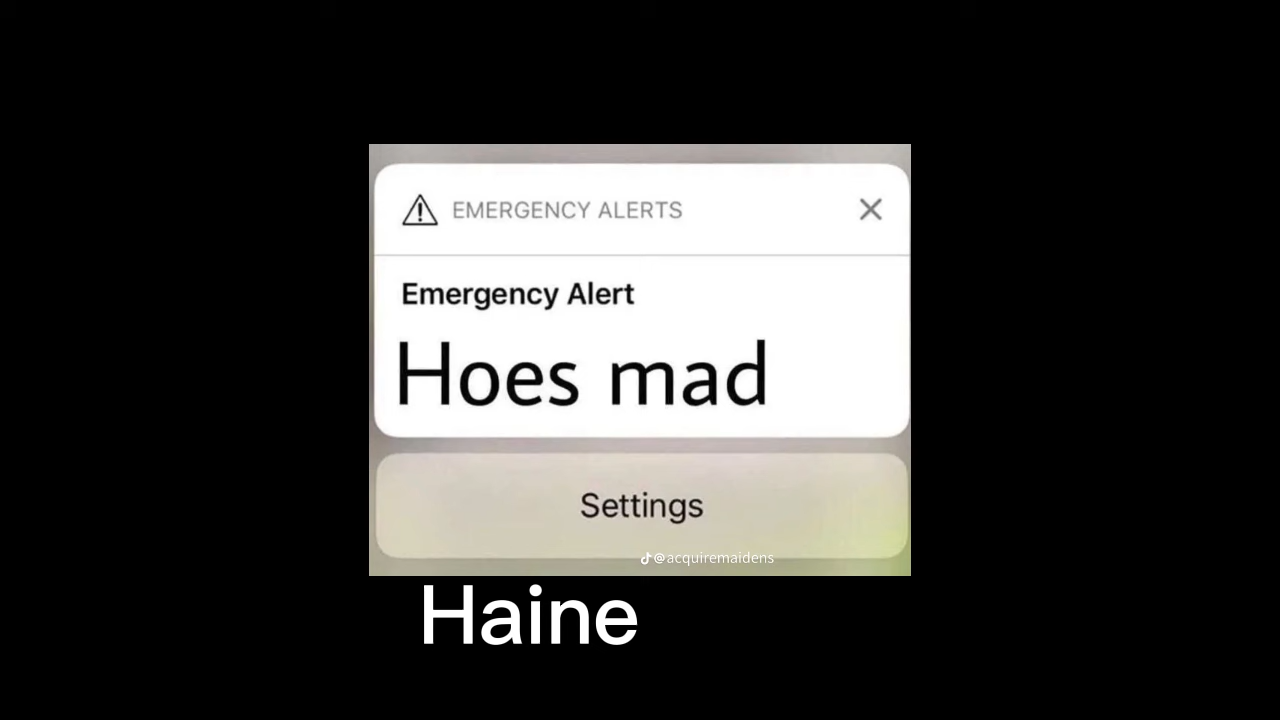 EMERGENCY ALERTS
Emergency Alert
Hoes mad
Settings
@acquiremaidens
Haine